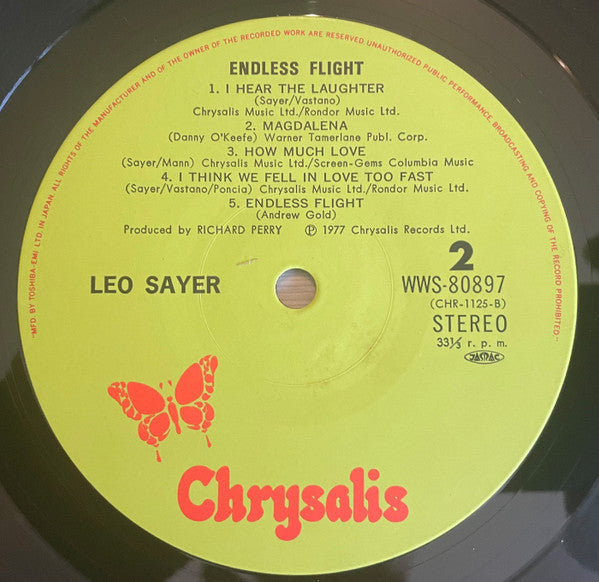 "MFD. BY TOSHIBA-EMI LTD. IN JAPAN. ALL RIGHTS OF THE MANUFACTURER AND OF THE OWNER OF THE RECORDED WORK ARE RESERVED. UNAUTHORIZED PUBLIC PERFORMANCE, BROADCASTING AND COPYING OF THE RECORD PROHIBITED."
ENDLESS FLIGHT
1. I HEAR THE LAUGHTER
(Sayer/Vastano)
Chrysalis Music Ltd./Rondor Music Ltd.
2. MAGDALENA
(Danny O'Keefe) Warner Tamerlane Publ. Corp.
3. HOW MUCH LOVE
(Sayer/Mann) Chrysalis Music Ltd./Screen-Gems Columbia Music
4. I THINK WE FELL IN LOVE TOO FAST
(Sayer/Vastano/Poncia) Chrysalis Music Ltd./Rondor Music Ltd.
5. ENDLESS FLIGHT
(Andrew Gold)
Produced by RICHARD PERRY ℗ 1977 Chrysalis Records Ltd.
2
LEO SAYER
WWS-80897
(CHR-1125-B)
STEREO
33⅓ r. p. m.
JASRAC
Chrysalis